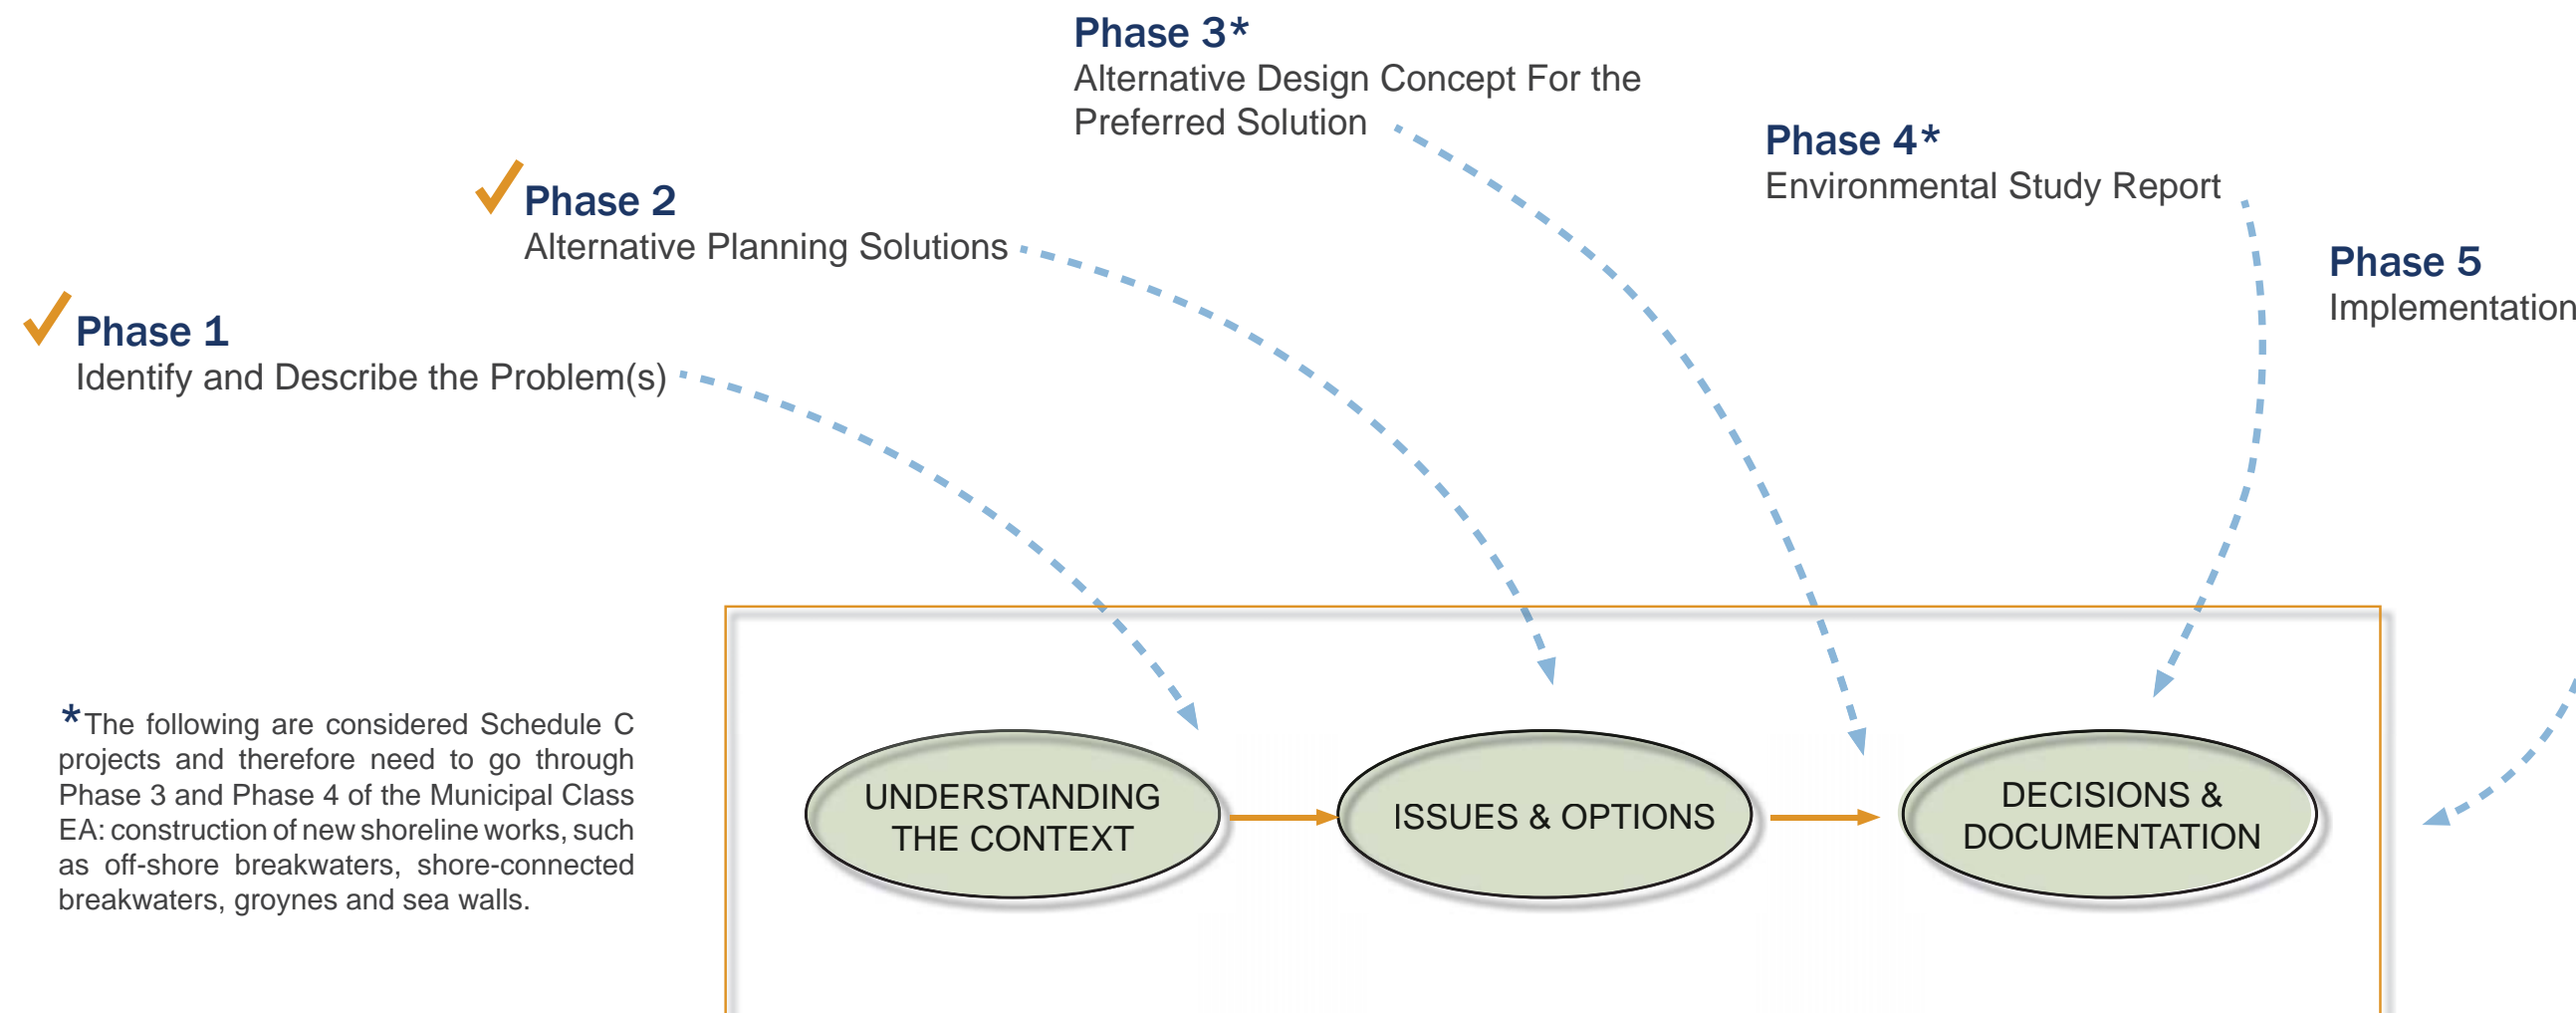 Phase 3*
Alternative Design Concept For the
Preferred Solution
Phase 4*
Environmental Study Report
Phase 2
Alternative Planning Solutions
Phase 5
Implementation
Phase 1
Identify and Describe the Problem(s)
*The following are considered Schedule C
projects and therefore need to go through
Phase 3 and Phase 4 of the Municipal Class
EA: construction of new shoreline works, such
as off-shore breakwaters, shore-connected
breakwaters, groynes and sea walls.
UNDERSTANDING
THE CONTEXT
ISSUES & OPTIONS
DECISIONS &
DOCUMENTATION